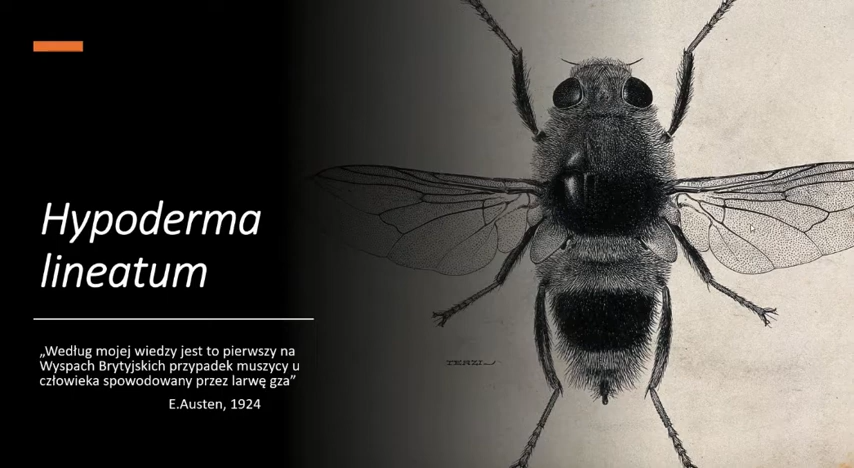 Hypoderma
lineatum
„Według mojej wiedzy jest to pierwszy na
Wyspach Brytyjskich przypadek muszycy u
człowieka spowodowany przez larwę gza”
E.Austen, 1924
TERZI